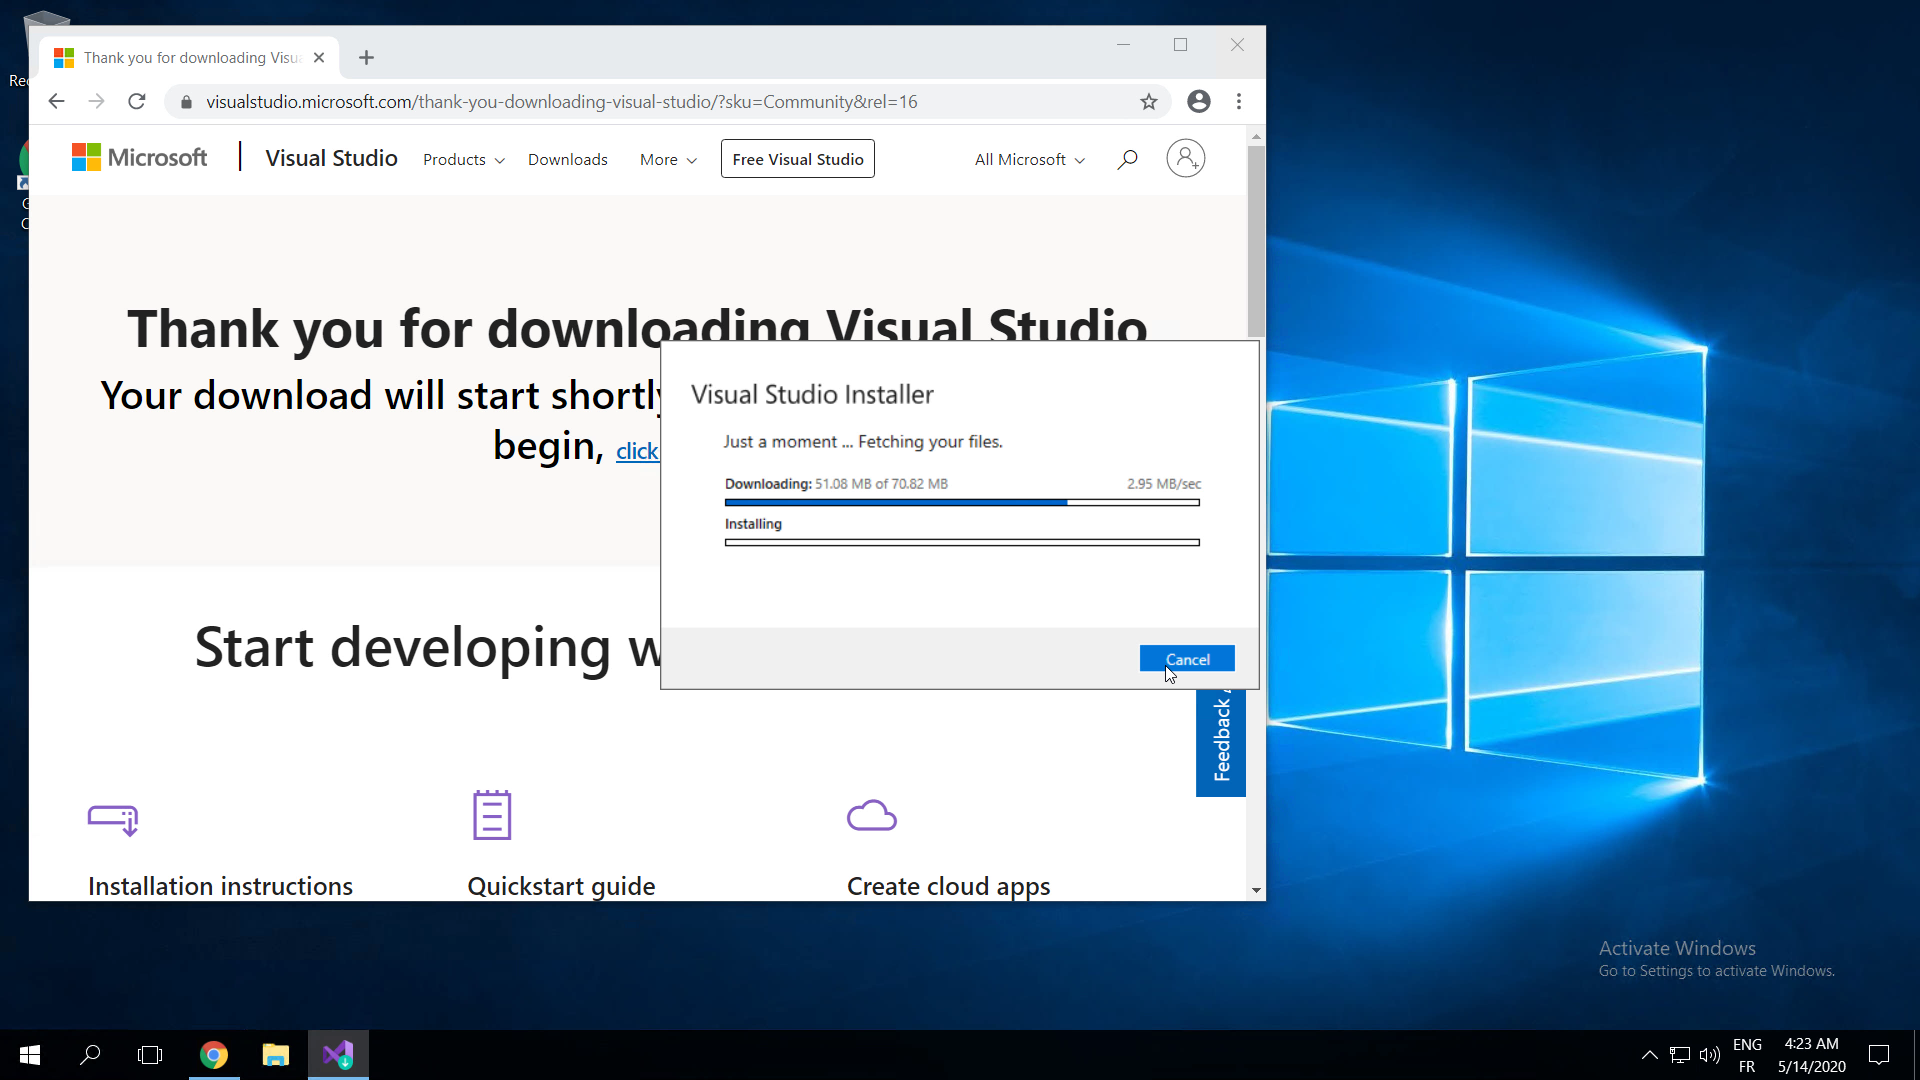 Thank you for downloading Visu
visualstudio.microsoft.com/thank-you-downloading-visual-studio/?sku=Community&rel=16
Microsoft
Visual Studio
Products
Downloads
More
Free Visual Studio
All Microsoft
Thank you for downloading Visual Studio
Your download will start shortly
begin, click
Visual Studio Installer
Just a moment ... Fetching your files.
Downloading: 51.08 MB of 70.82 MB
2.95 MB/sec
Installing
Cancel
Start developing w
Feedback
Installation instructions
Quickstart guide
Create cloud apps
Activate Windows
Go to Settings to activate Windows.
ENG
FR
4:23 AM
5/14/2020